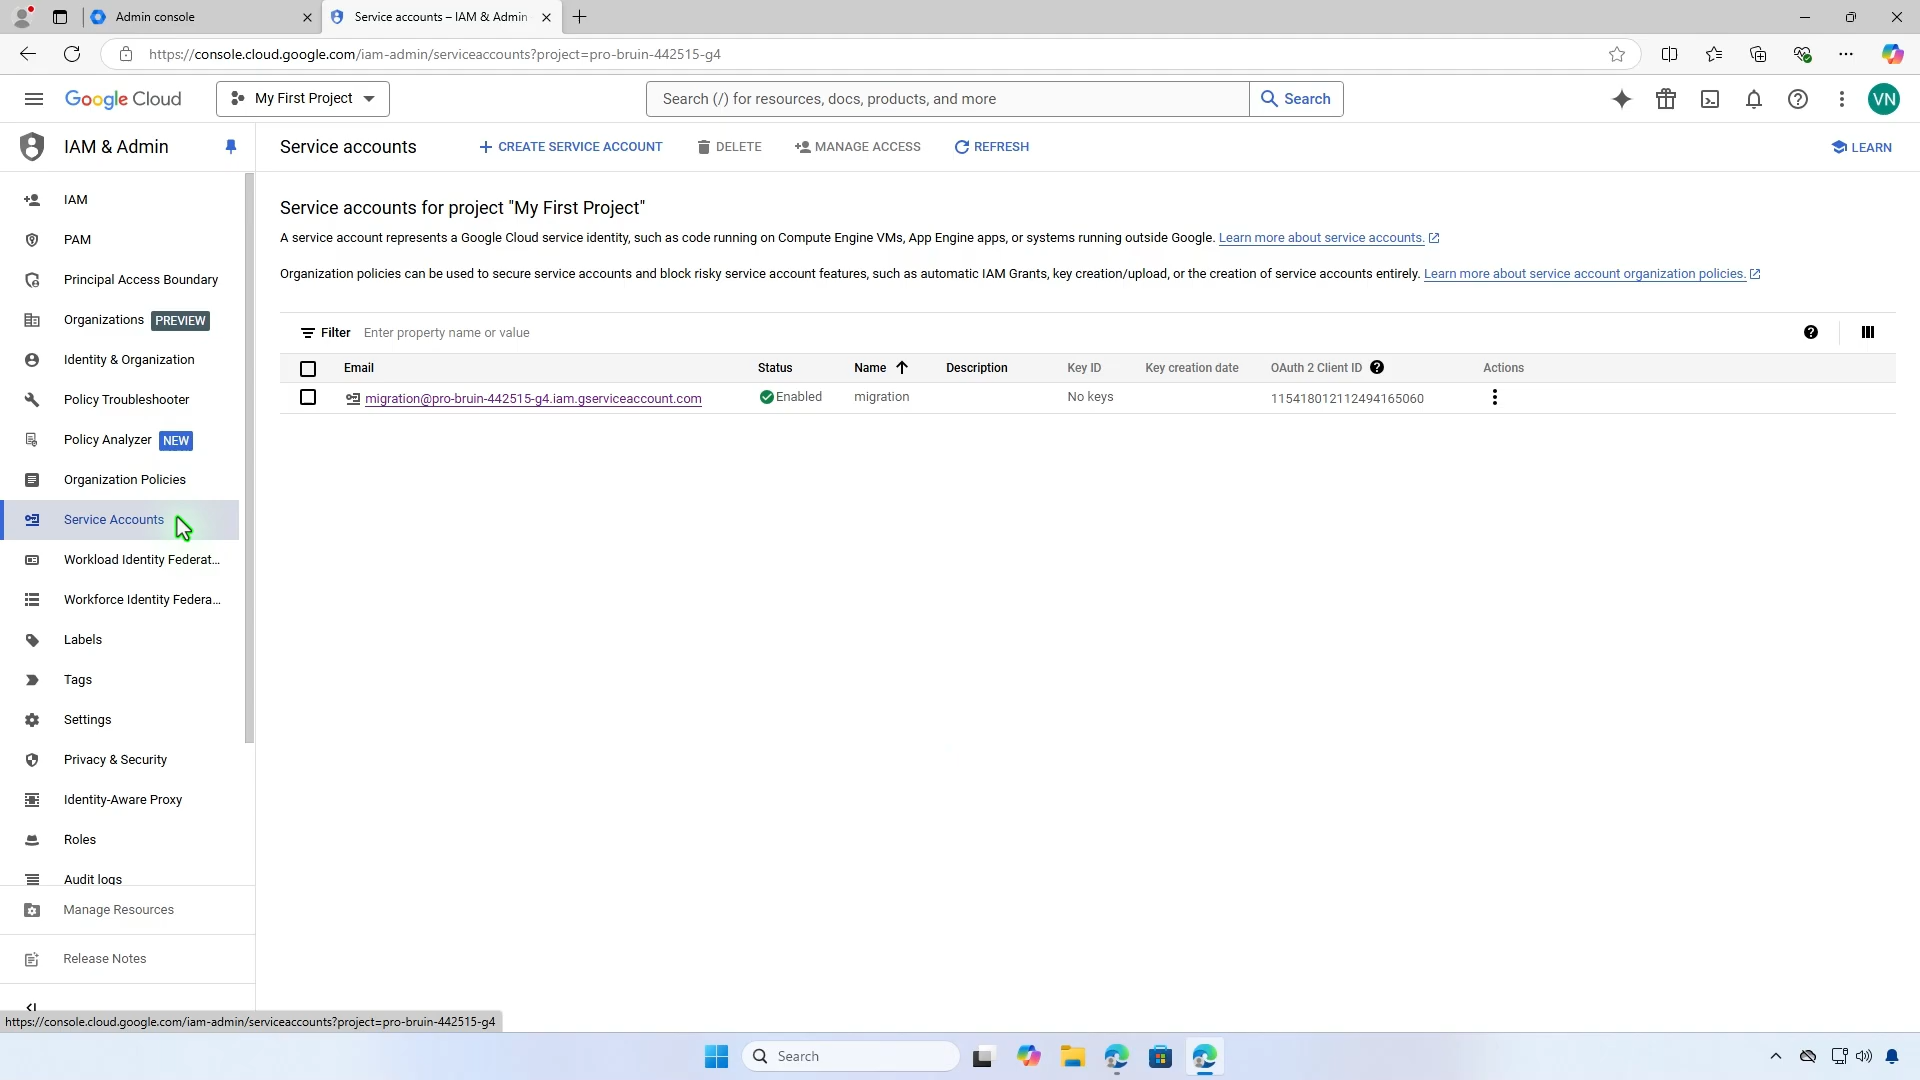 Admin console
Service accounts – IAM & Admin
https://console.cloud.google.com/iam-admin/serviceaccounts?project=pro-bruin-442515-g4
Google Cloud
My First Project
Search (/) for resources, docs, products, and more
Search
VN
IAM & Admin
Service accounts
CREATE SERVICE ACCOUNT
DELETE
MANAGE ACCESS
REFRESH
LEARN
IAM
PAM
Principal Access Boundary
Organizations PREVIEW
Identity & Organization
Policy Troubleshooter
Policy Analyzer NEW
Organization Policies
Service Accounts
Workload Identity Federat...
Workforce Identity Federa...
Labels
Tags
Settings
Privacy & Security
Identity-Aware Proxy
Roles
Audit logs
Manage Resources
Release Notes
Service accounts for project "My First Project"
A service account represents a Google Cloud service identity, such as code running on Compute Engine VMs, App Engine apps, or systems running outside Google. Learn more about service accounts.
Organization policies can be used to secure service accounts and block risky service account features, such as automatic IAM Grants, key creation/upload, or the creation of service accounts entirely. Learn more about service account organization policies.
Filter Enter property name or value
Email Status Name Description Key ID Key creation date OAuth 2 Client ID Actions
migration@pro-bruin-442515-g4.iam.gserviceaccount.com Enabled migration No keys 115418012112494165060
https://console.cloud.google.com/iam-admin/serviceaccounts?project=pro-bruin-442515-g4
Search